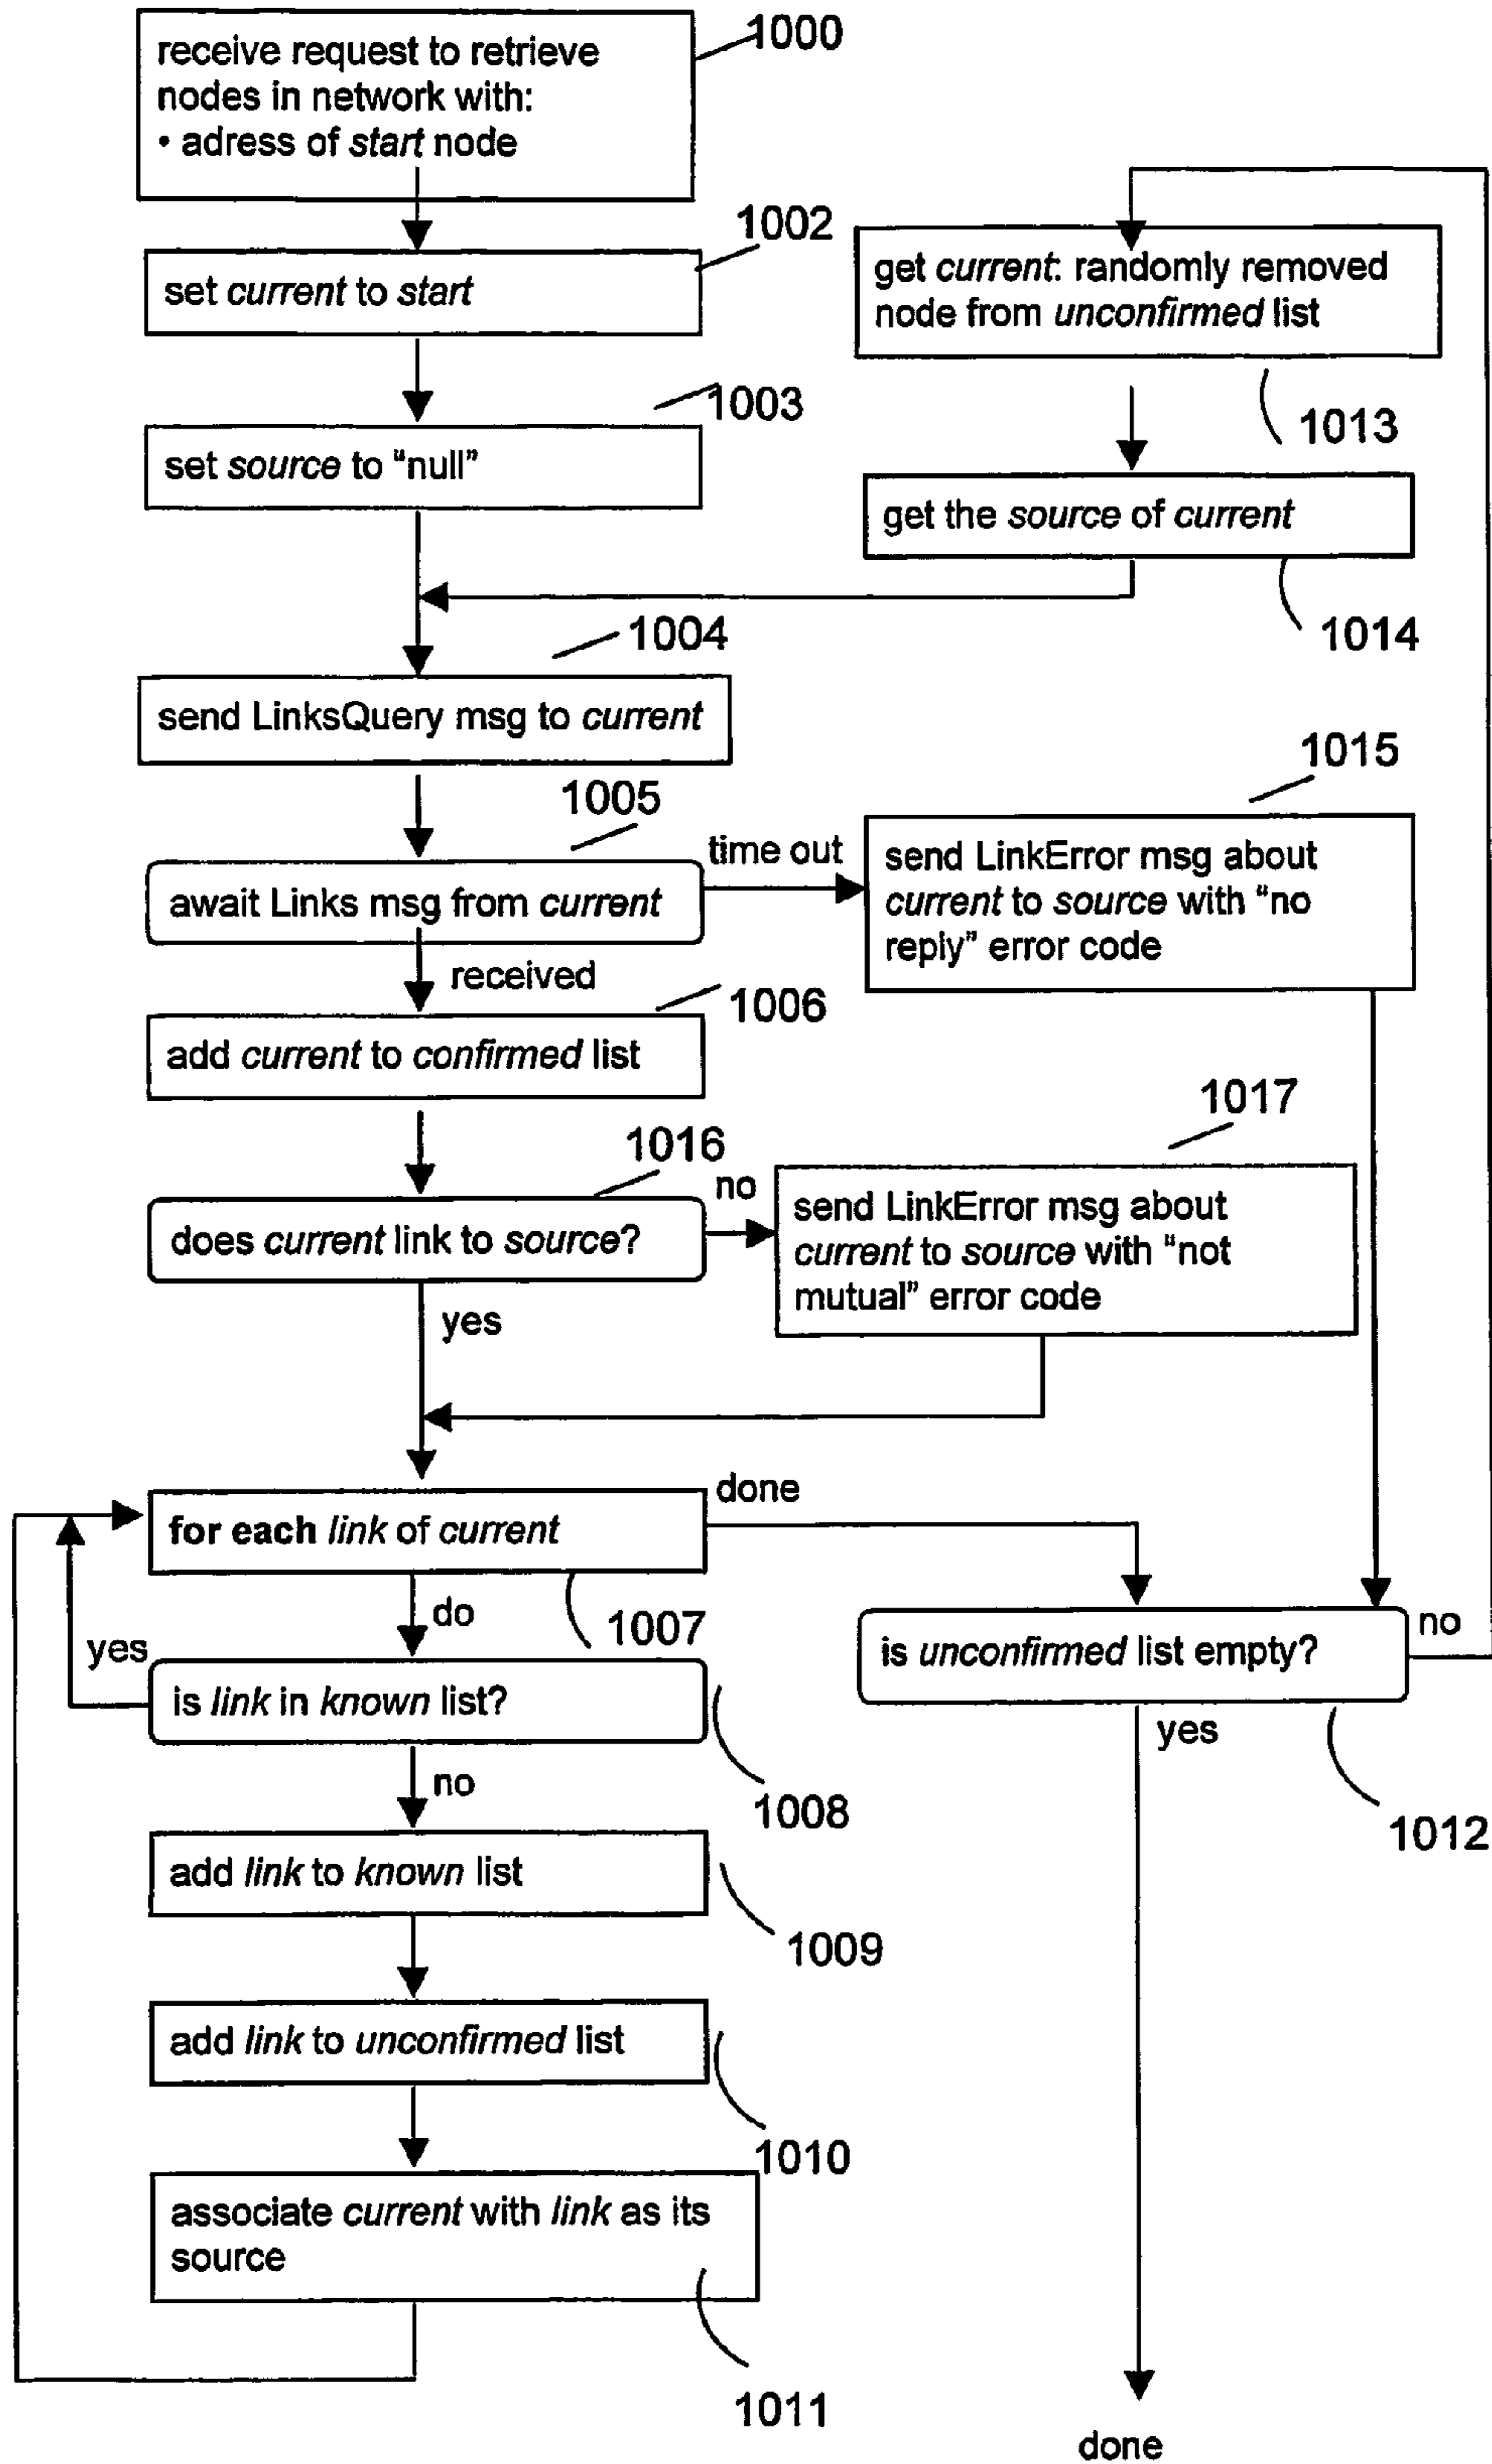 receive request to retrieve
nodes in network with:
• adress of start node
1000
set current to start
1002
set source to “null”
1003
get current: randomly removed
node from unconfirmed list
1013
get the source of current
1014
1004
send LinksQuery msg to current
1005
await Links msg from current
time out
1015
send LinkError msg about
current to source with “no
reply” error code
received
1006
add current to confirmed list
1016
does current link to source?
no
1017
send LinkError msg about
current to source with “not
mutual” error code
yes
for each link of current
done
do
1007
yes
is link in known list?
1008
is unconfirmed list empty?
no
yes
1012
no
add link to known list
1009
add link to unconfirmed list
1010
associate current with link as its
source
1011
done